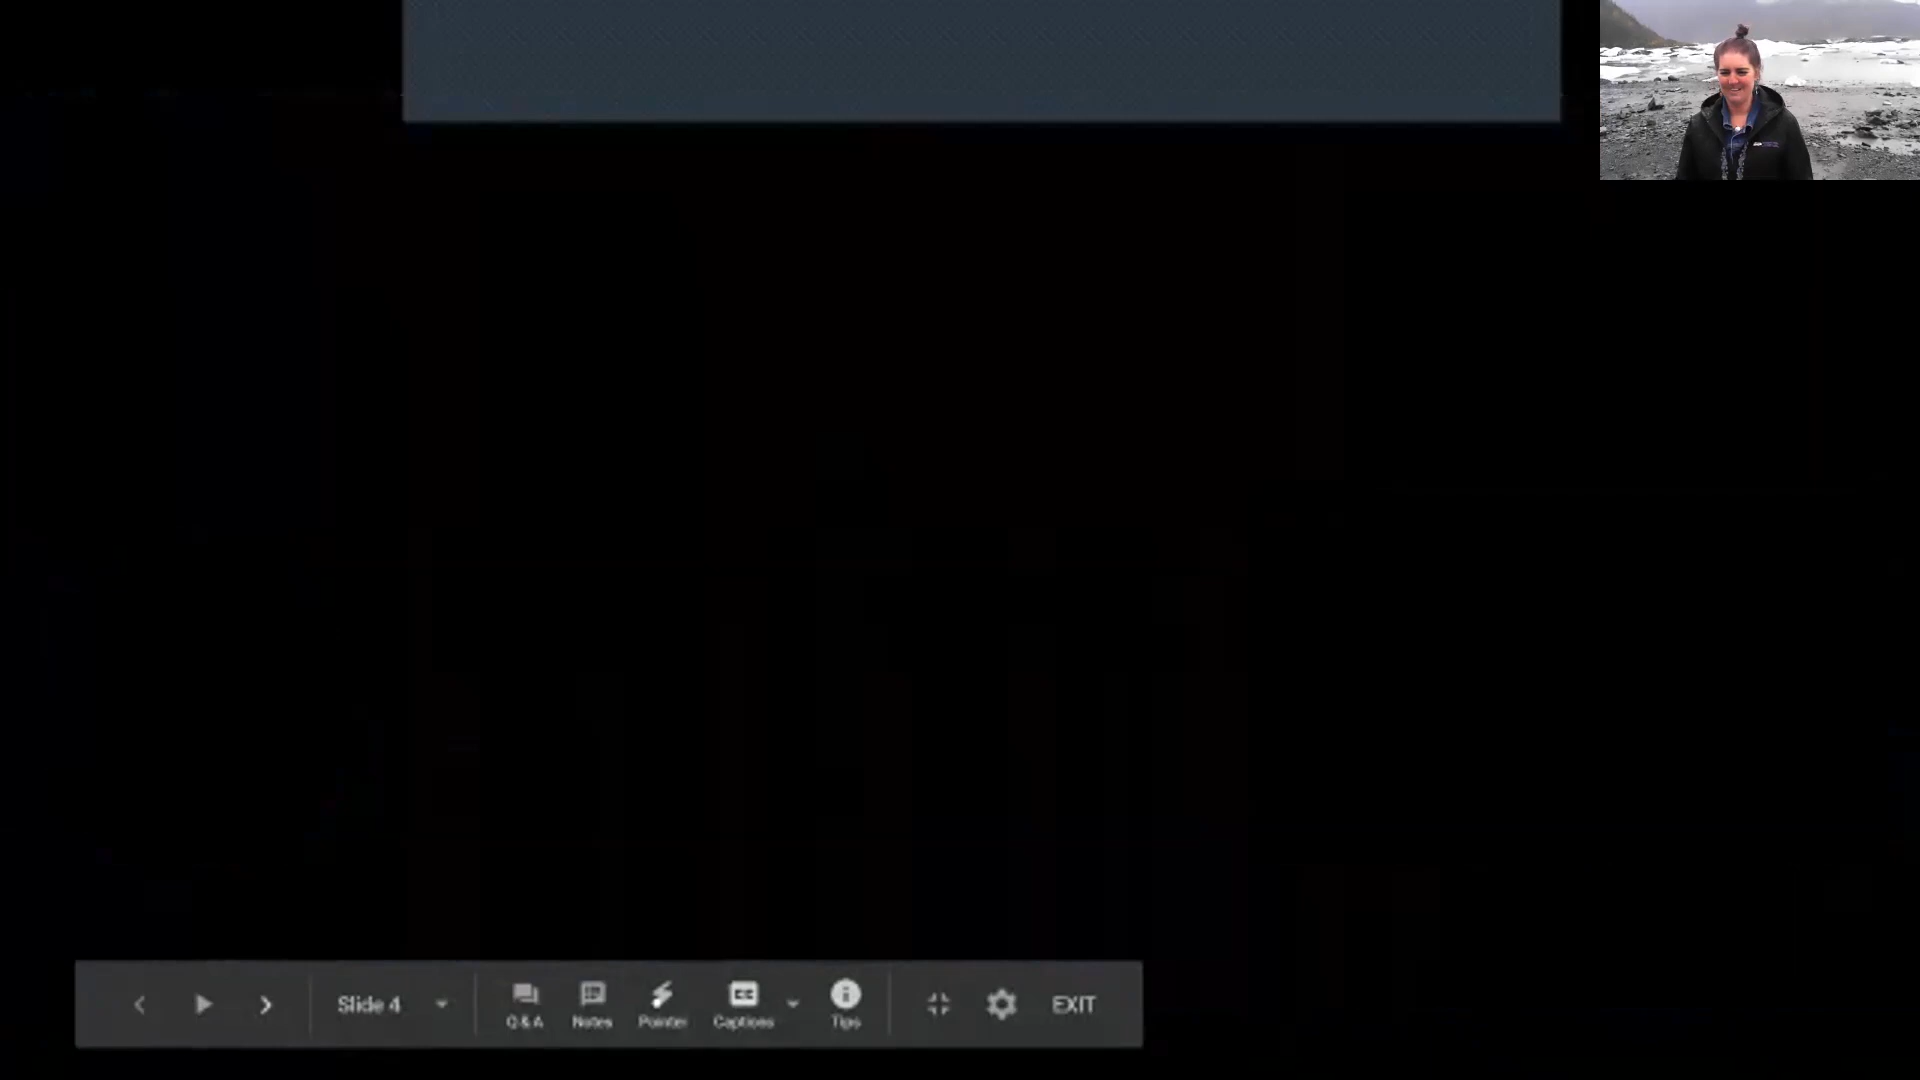 Slide 4
Q & A
Notes
Pointer
Captions
Tips
EXIT